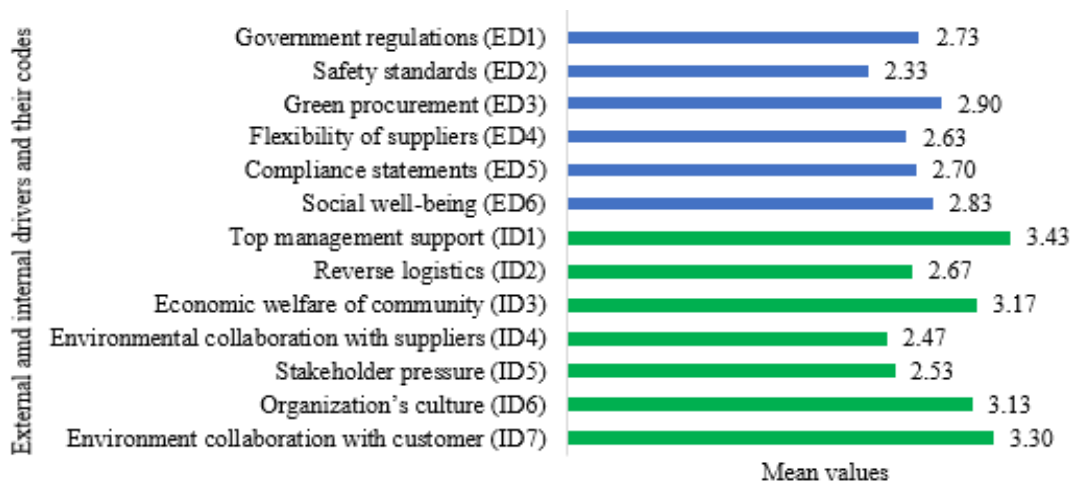 External amd internal drivers and their codes
Government regulations (ED1) 2.73
Safety standards (ED2) 2.33
Green procurement (ED3) 2.90
Flexibility of suppliers (ED4) 2.63
Compliance statements (ED5) 2.70
Social well-being (ED6) 2.83
Top management support (ID1) 3.43
Reverse logistics (ID2) 2.67
Economic welfare of community (ID3) 3.17
Environmental collaboration with suppliers (ID4) 2.47
Stakeholder pressure (ID5) 2.53
Organization’s culture (ID6) 3.13
Environment collaboration with customer (ID7) 3.30
Mean values